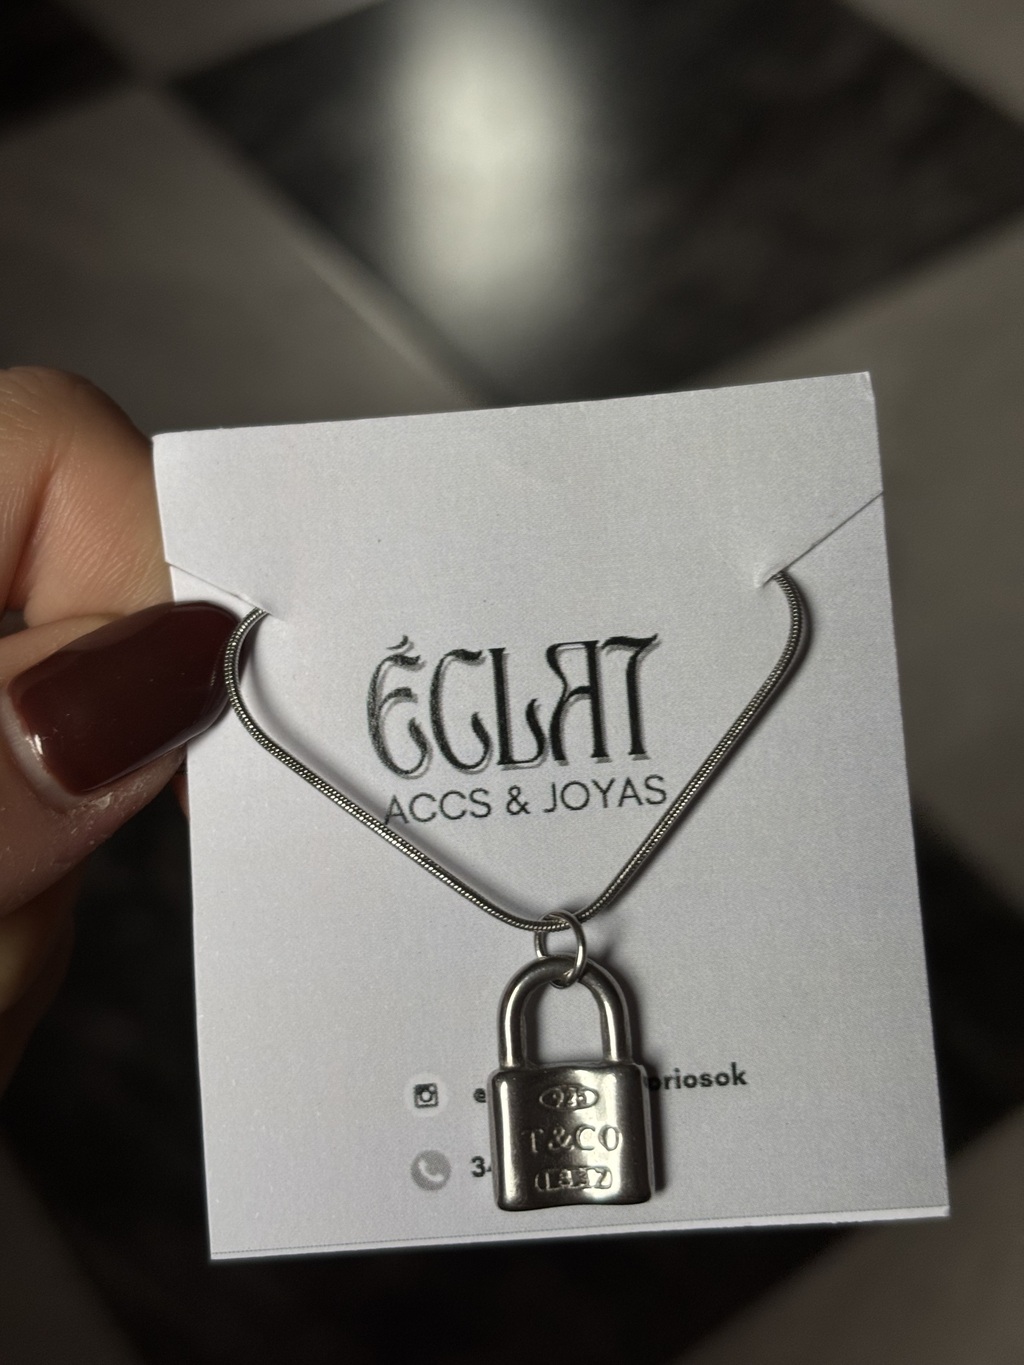 ÉCLAT
ACCS & JOYAS
925
T&CO
1837